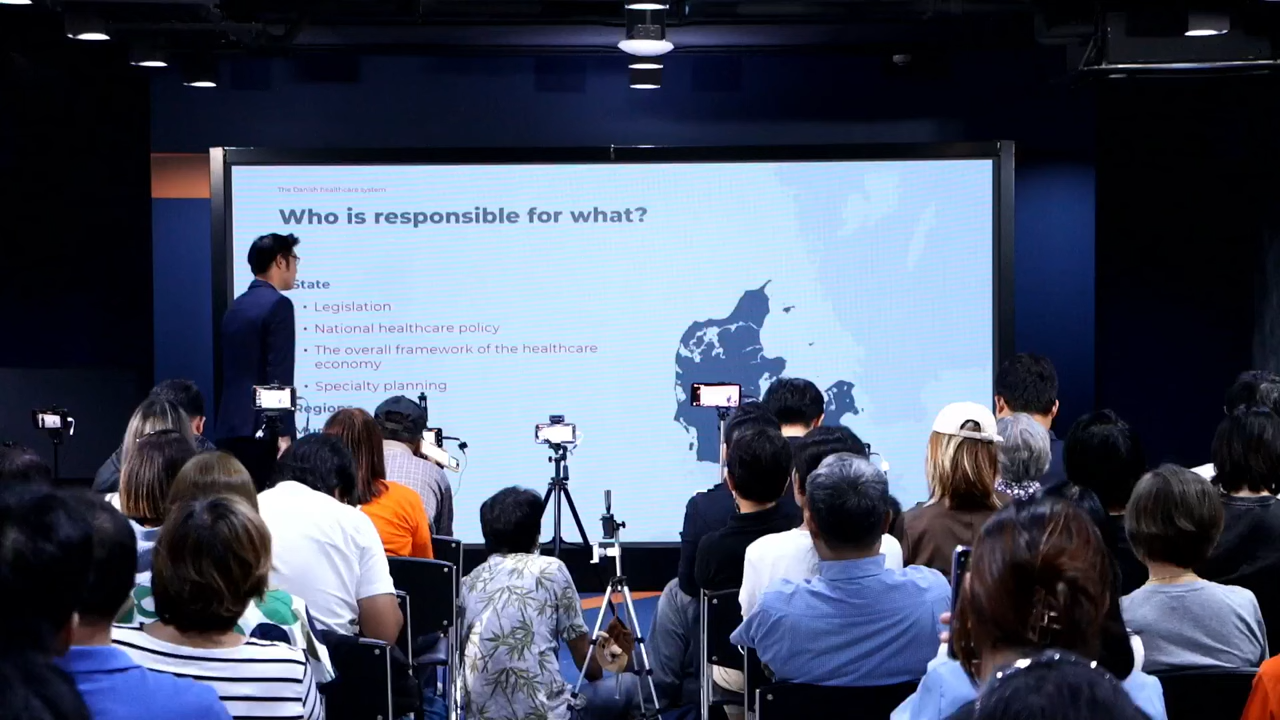 The Danish healthcare system
Who is responsible for what?
State
• Legislation
• National healthcare policy
• The overall framework of the healthcare
economy
• Specialty planning
Regions